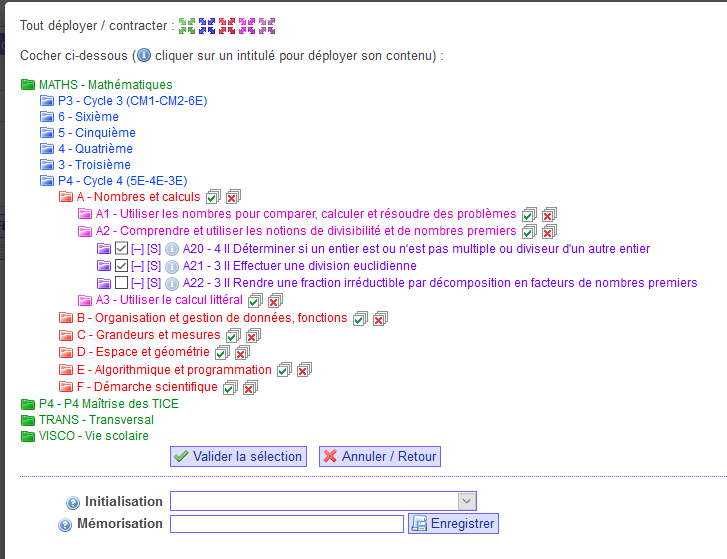 Tout déployer / contracter :
Cocher ci-dessous ( cliquer sur un intitulé pour déployer son contenu) :
MATHS - Mathématiques
P3 - Cycle 3 (CM1-CM2-6E)
6 - Sixième
5 - Cinquième
4 - Quatrième
3 - Troisième
P4 - Cycle 4 (5E-4E-3E)
A - Nombres et calculs
A1 - Utiliser les nombres pour comparer, calculer et résoudre des problèmes
A2 - Comprendre et utiliser les notions de divisibilité et de nombres premiers
[–] [S] A20 - 4 II Déterminer si un entier est ou n'est pas multiple ou diviseur d'un autre entier
[–] [S] A21 - 3 II Effectuer une division euclidienne
[–] [S] A22 - 3 II Rendre une fraction irréductible par décomposition en facteurs de nombres premiers
A3 - Utiliser le calcul littéral
B - Organisation et gestion de données, fonctions
C - Grandeurs et mesures
D - Espace et géométrie
E - Algorithmique et programmation
F - Démarche scientifique
P4 - P4 Maîtrise des TICE
TRANS - Transversal
VISCO - Vie scolaire
Valider la sélection Annuler / Retour
Initialisation
Mémorisation Enregistrer